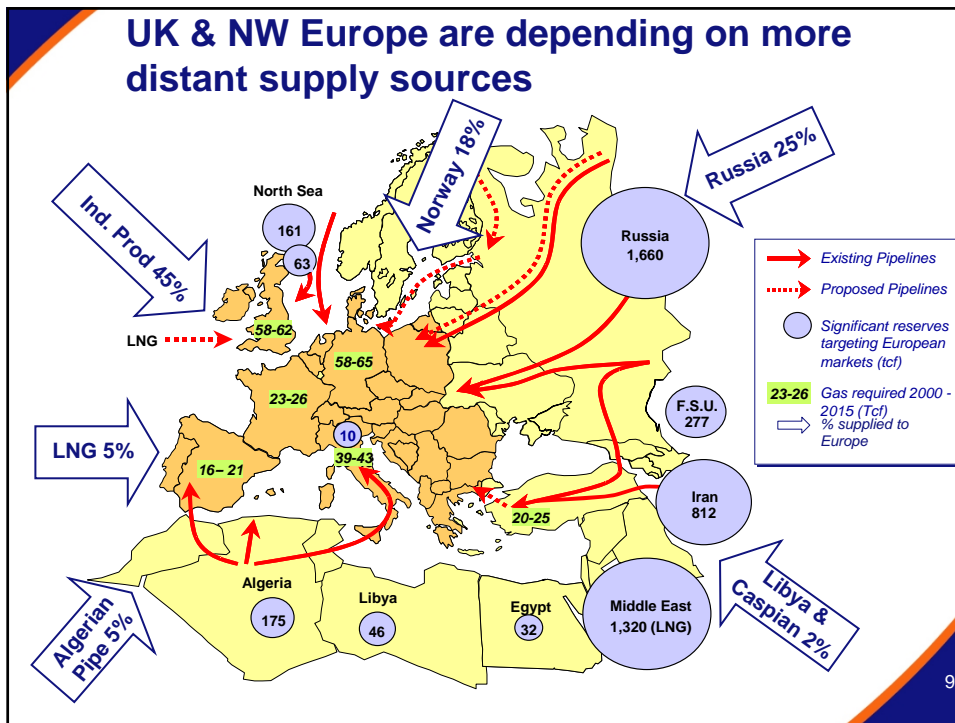 UK & NW Europe are depending on more
distant supply sources
Norway 18%
Russia 25%
Ind. Prod 45%
North Sea
161
63
Russia
1,660
Existing Pipelines
Proposed Pipelines
Significant reserves
targeting European
markets (tcf)
23-26
Gas required 2000 -
2015 (Tcf)
% supplied to
Europe
LNG
58-62
58-65
23-26
F.S.U.
277
LNG 5%
10
39-43
16– 21
20-25
Iran
812
Algerian
Pipe 5%
Algeria
175
Libya
46
Egypt
32
Middle East
1,320 (LNG)
Libya &
Caspian 2%
9